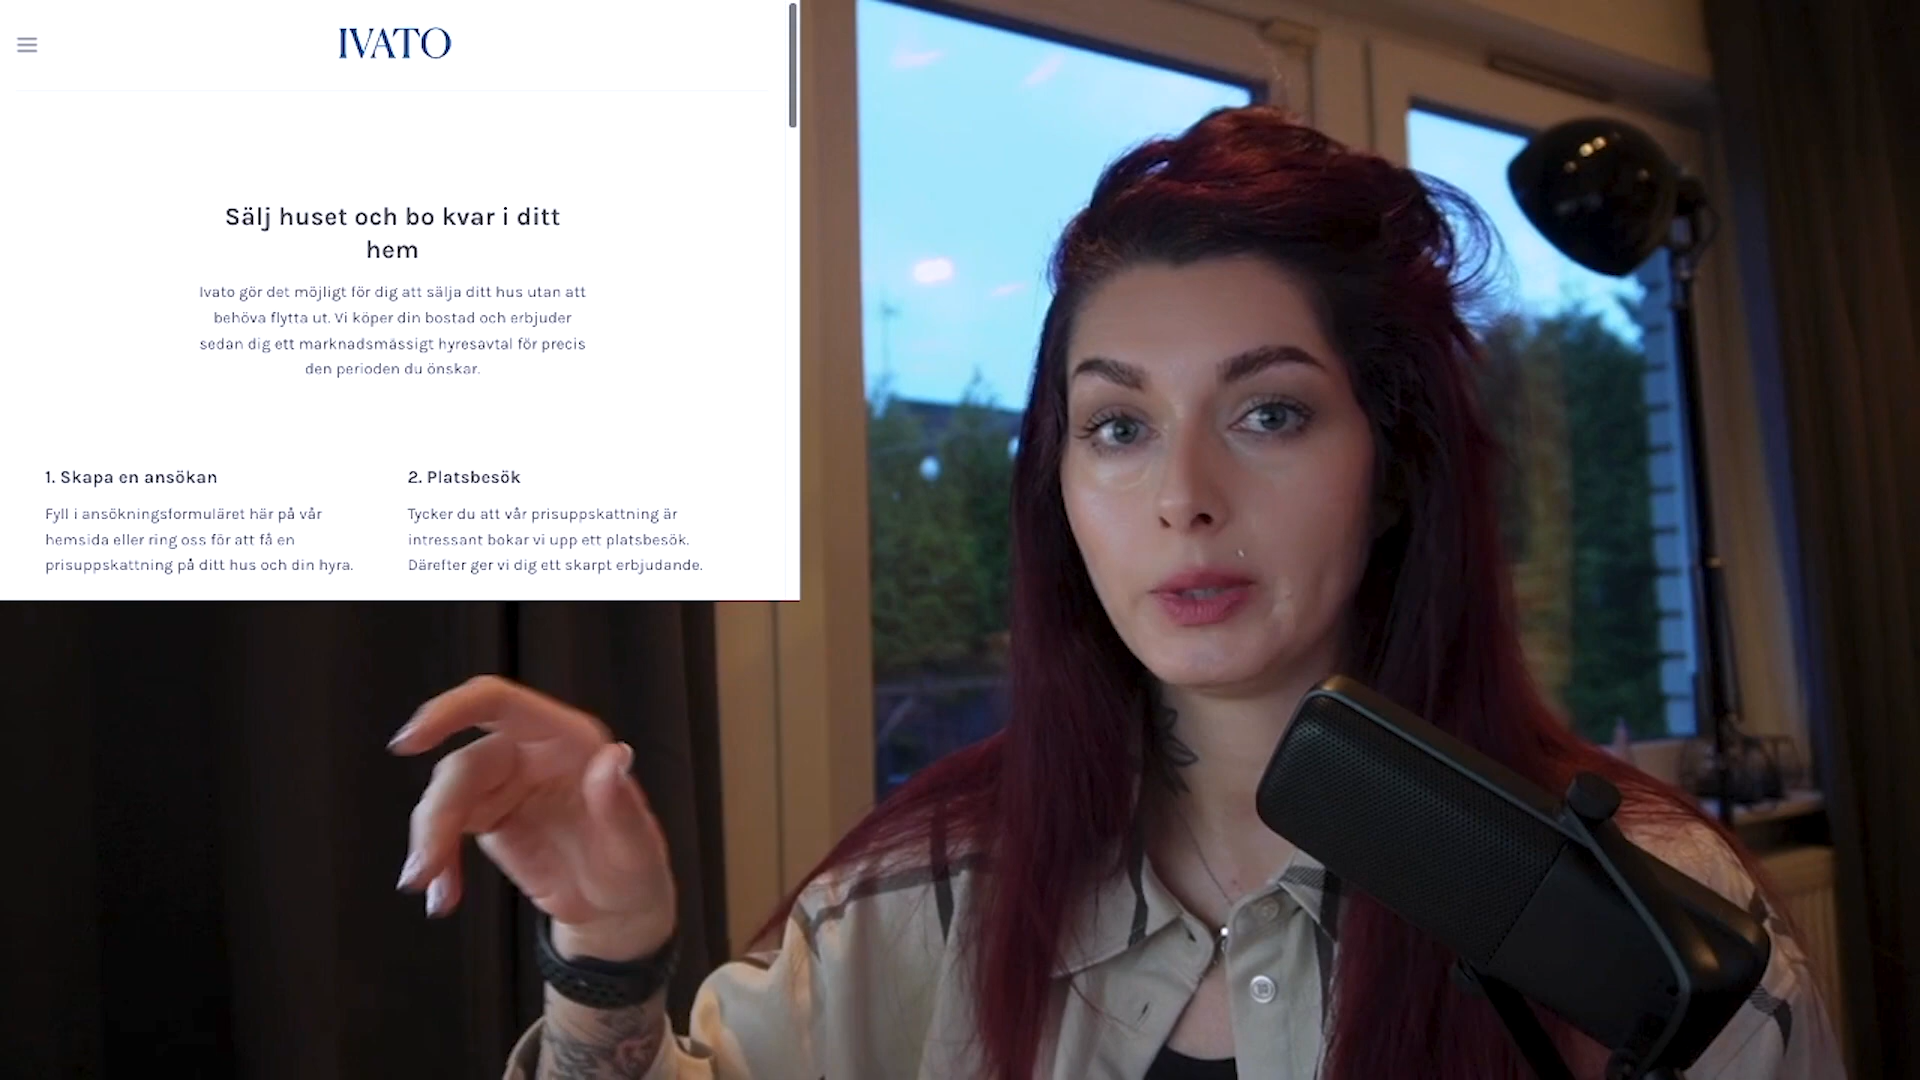 IVATO
Sälj huset och bo kvar i ditt
hem
Ivato gör det möjligt för dig att sälja ditt hus utan att
behöva flytta ut. Vi köper din bostad och erbjuder
sedan dig ett marknadsmässigt hyresavtal för precis
den perioden du önskar.
1. Skapa en ansökan
Fyll i ansökningsformuläret här på vår
hemsida eller ring oss för att få en
prisuppskattning på ditt hus och din hyra.
2. Platsbesök
Tycker du att vår prisuppskattning är
intressant bokar vi upp ett platsbesök.
Därefter ger vi dig ett skarpt erbjudande.